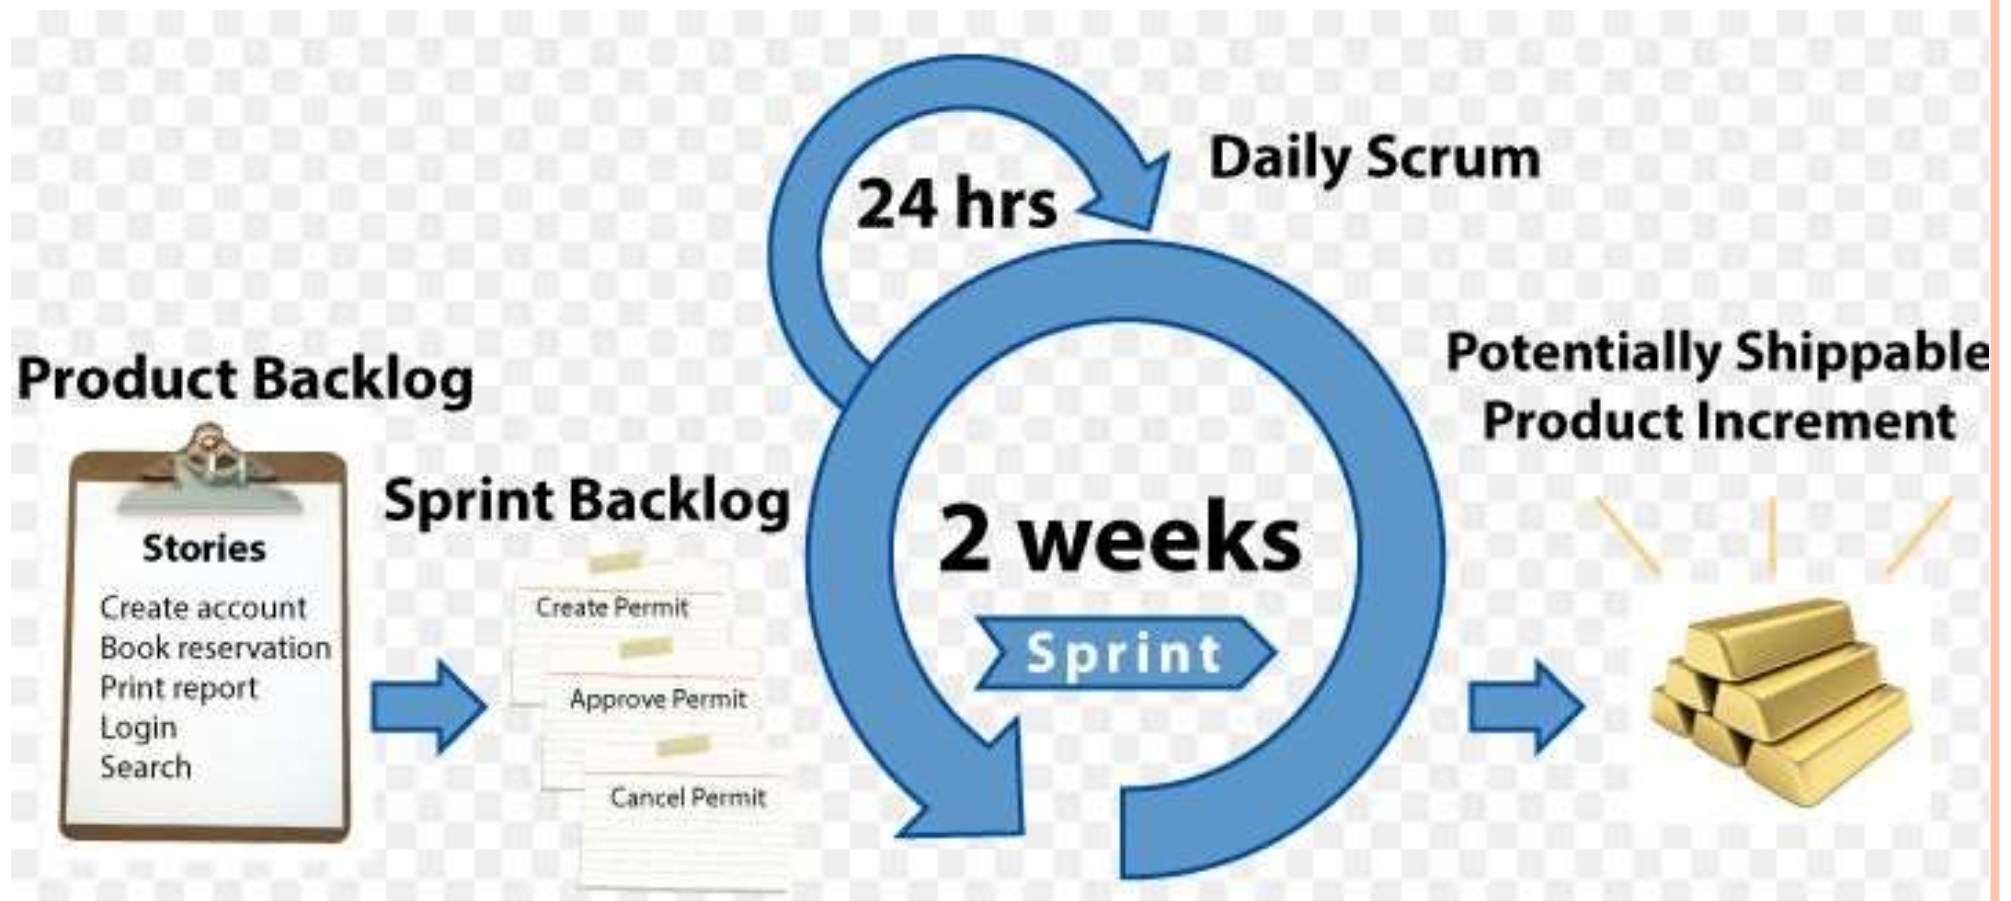 Daily Scrum
24 hrs
Product Backlog
Stories
Create account
Book reservation
Print report
Login
Search
Sprint Backlog
Create Permit
Approve Permit
Cancel Permit
2 weeks
Sprint
Potentially Shippable
Product Increment